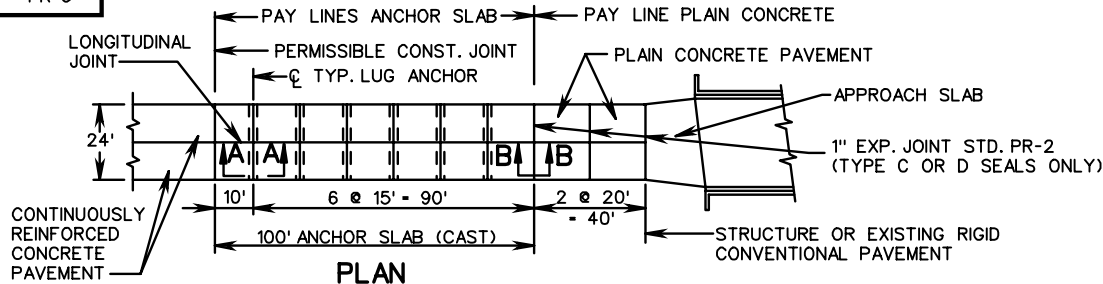 PR-6
PAY LINES ANCHOR SLAB
PAY LINE PLAIN CONCRETE
LONGITUDINAL
JOINT
PERMISSIBLE CONST. JOINT
PLAIN CONCRETE PAVEMENT
℄ TYP. LUG ANCHOR
APPROACH SLAB
24'
1" EXP. JOINT STD. PR-2
(TYPE C OR D SEALS ONLY)
A A
B B
10'
6 @ 15' = 90'
2 @ 20'
= 40'
CONTINUOUSLY
REINFORCED
CONCRETE
PAVEMENT
100' ANCHOR SLAB (CAST)
STRUCTURE OR EXISTING RIGID
CONVENTIONAL PAVEMENT
PLAN